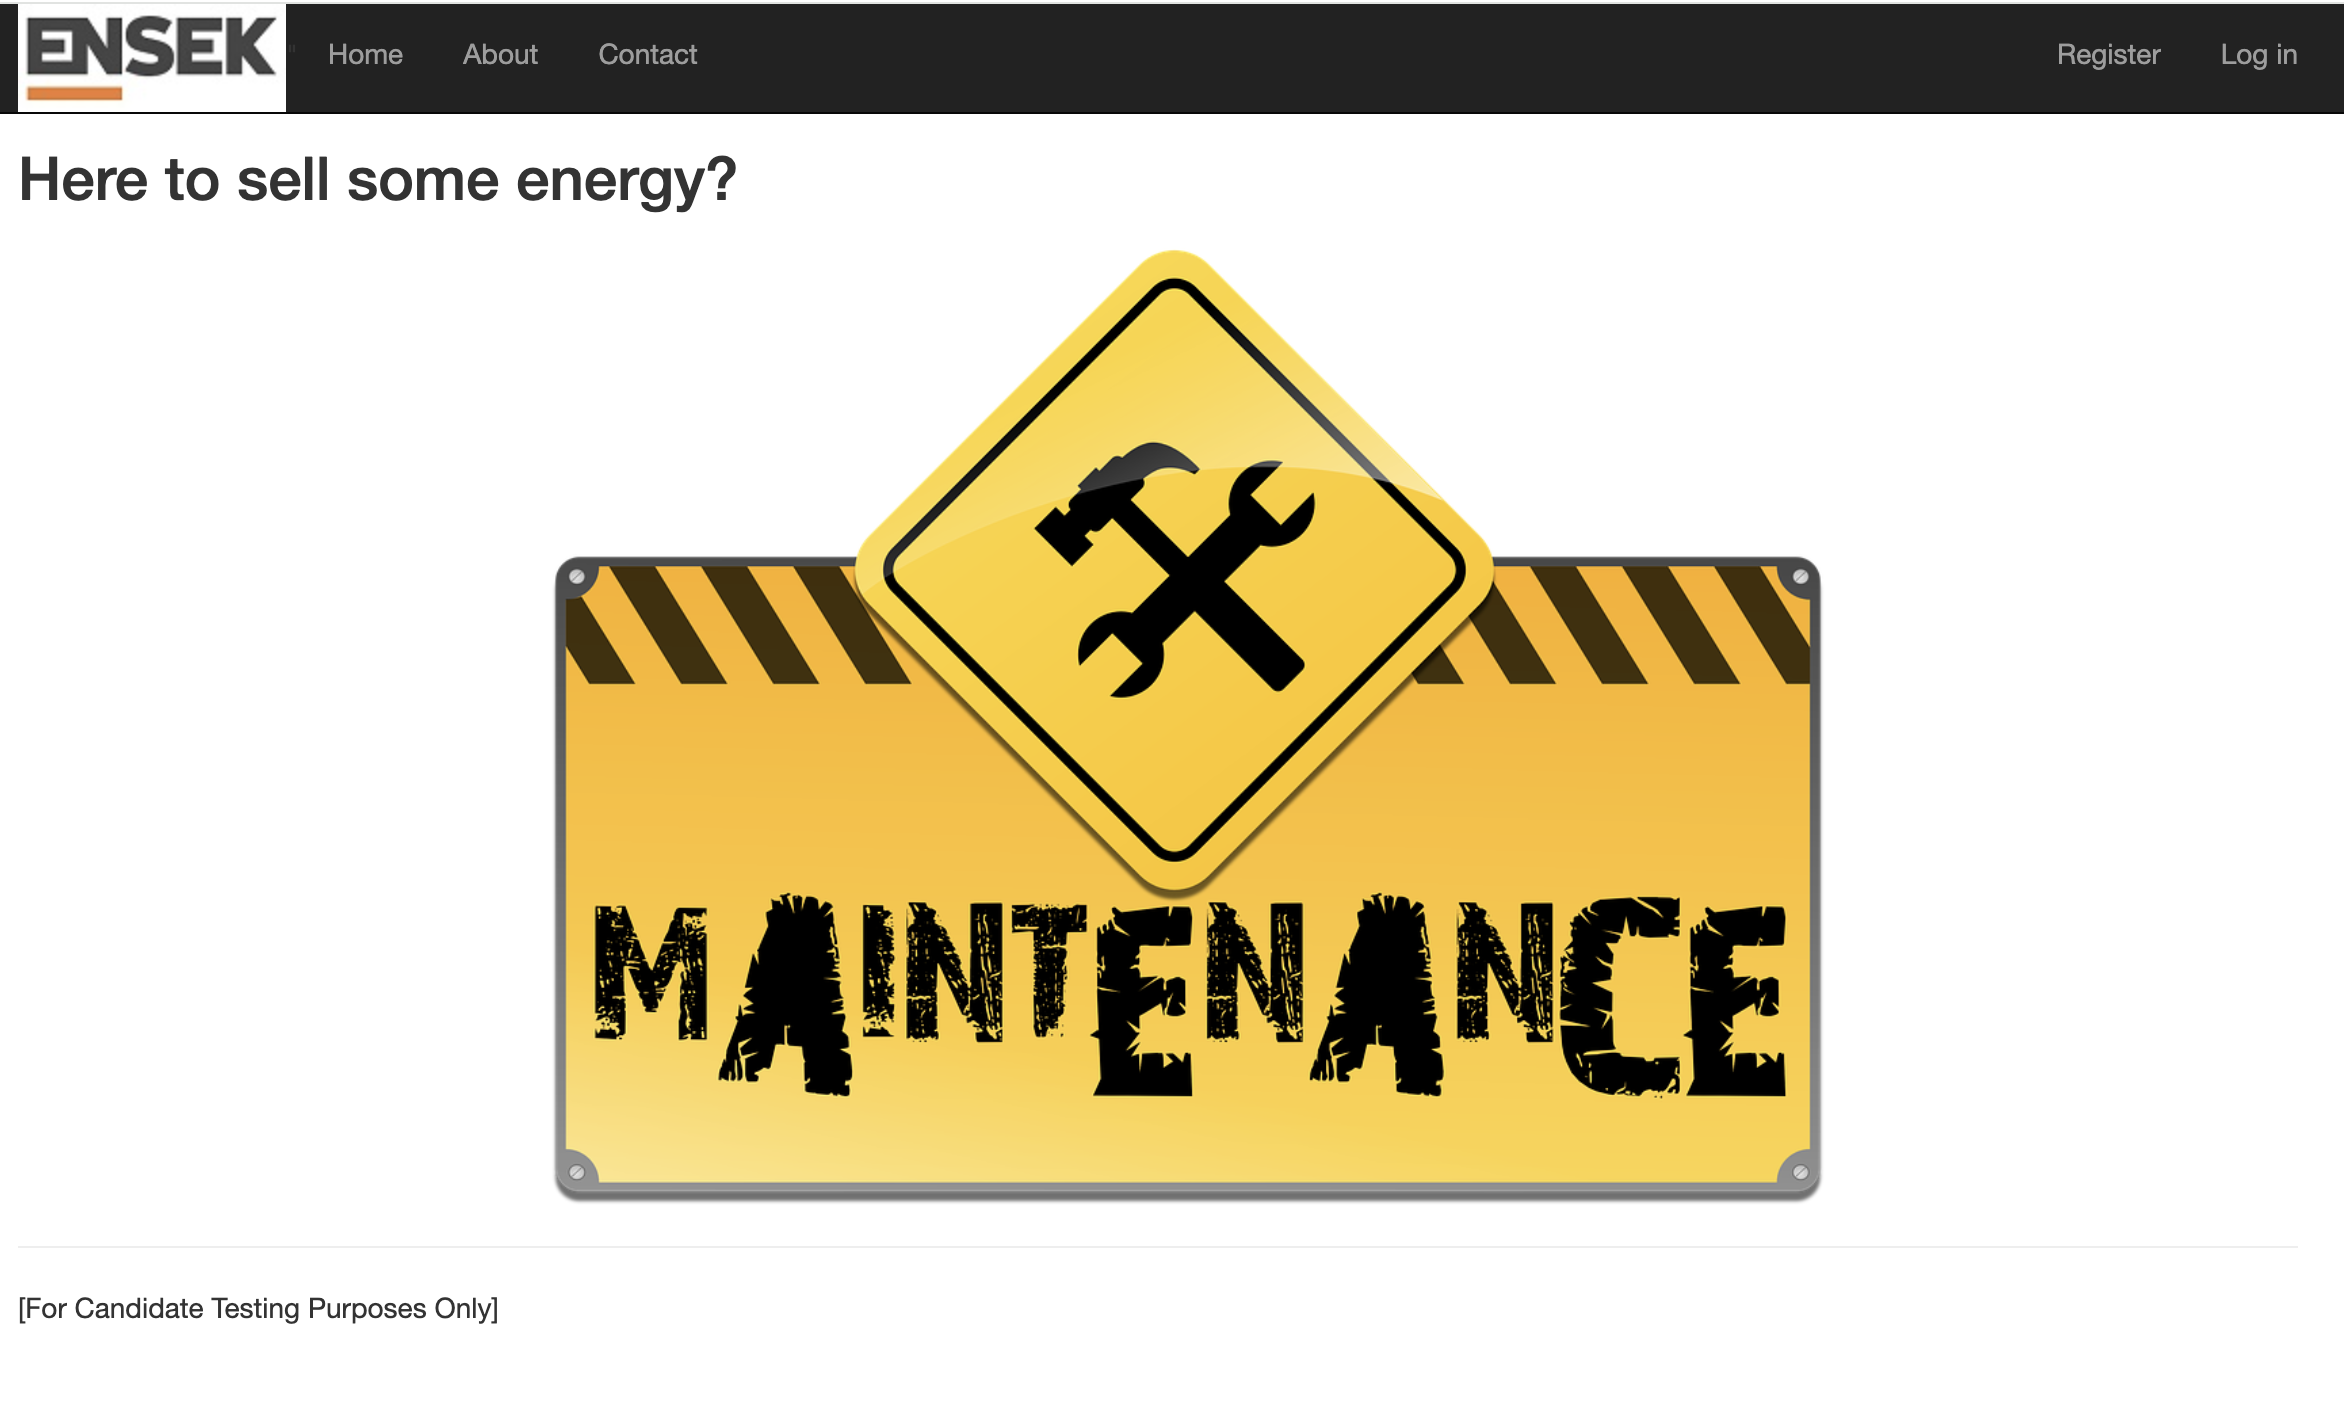 ENSEK " Home About Contact Register Log in
Here to sell some energy?
MAINTENANCE
[For Candidate Testing Purposes Only]